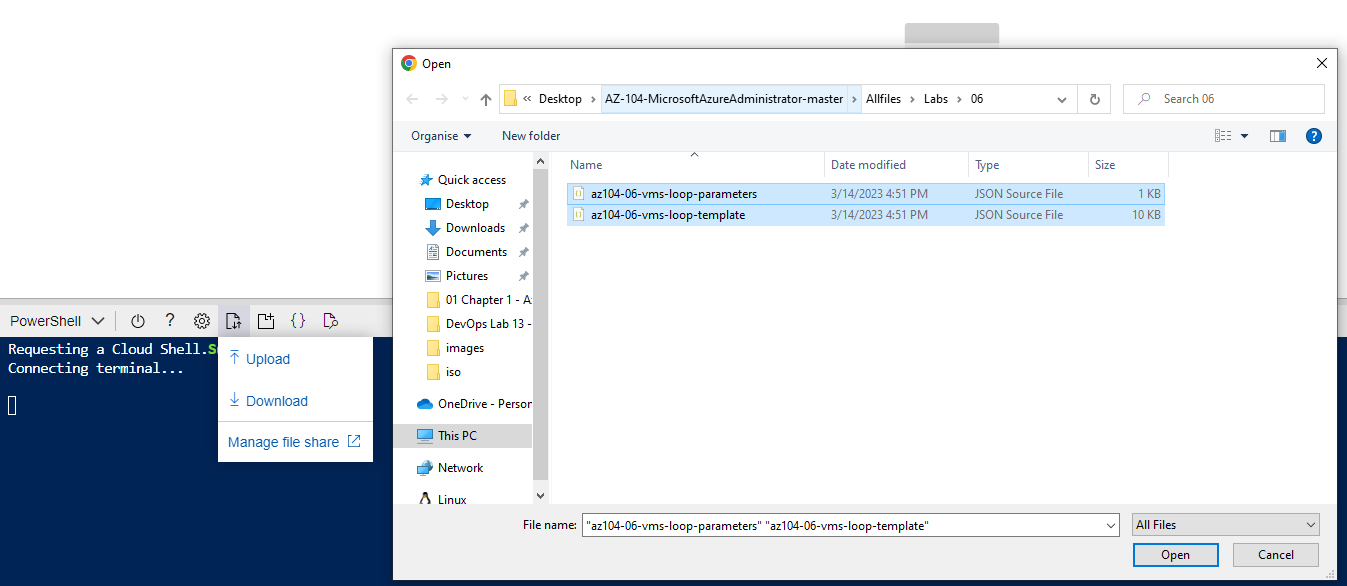 Open
« Desktop > AZ-104-MicrosoftAzureAdministrator-master > Allfiles > Labs > 06
Search 06
Organise
New folder
Name Date modified Type Size
az104-06-vms-loop-parameters 3/14/2023 4:51 PM JSON Source File 1 KB
az104-06-vms-loop-template 3/14/2023 4:51 PM JSON Source File 10 KB
Quick access
Desktop
Downloads
Documents
Pictures
01 Chapter 1 - A
DevOps Lab 13 -
images
iso
OneDrive - Person
This PC
Network
Linux
File name: "az104-06-vms-loop-parameters" "az104-06-vms-loop-template"
All Files
Open Cancel
PowerShell
Requesting a Cloud Shell.
Connecting terminal...
Upload
Download
Manage file share